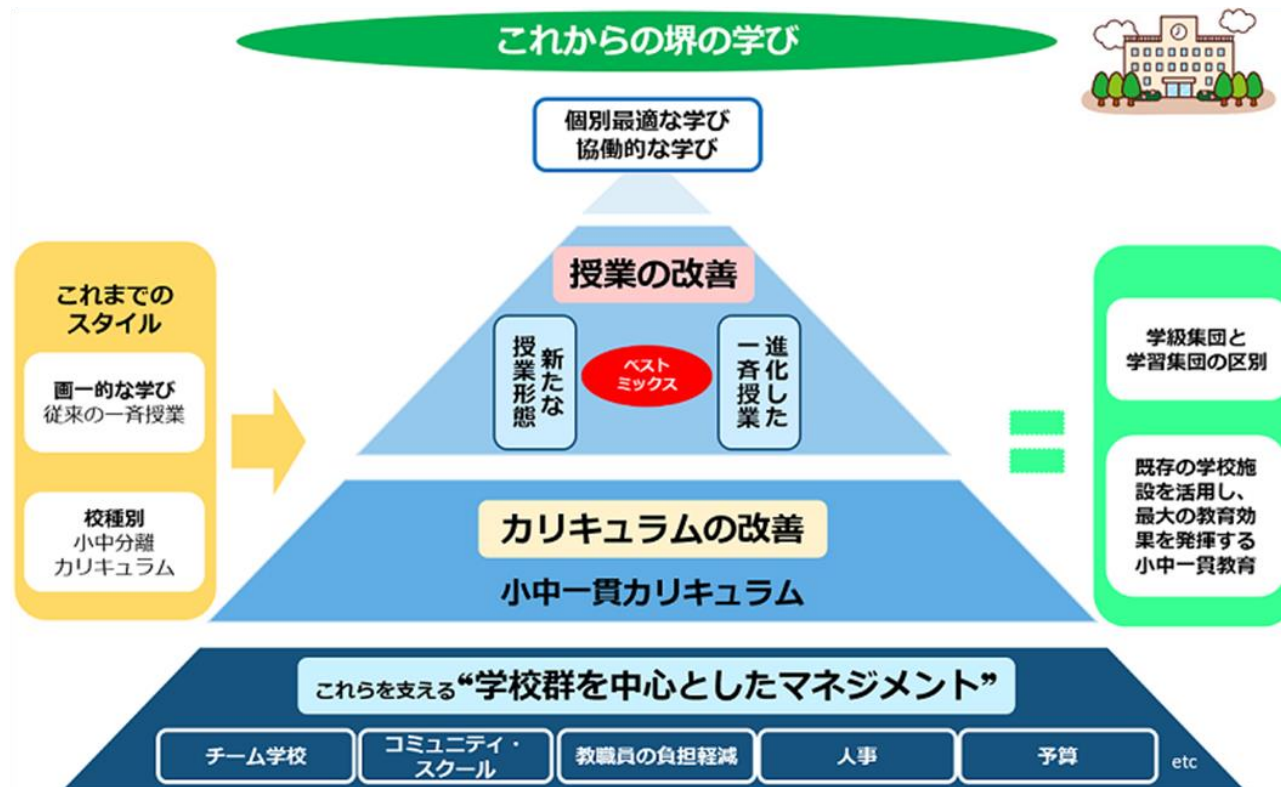 これからの堺の学び
個別最適な学び
協働的な学び
これまでの
スタイル
画一的な学び
従来の一斉授業
校種別
小中分離
カリキュラム
授業の改善
新たな
授業形態
ベスト
ミックス
進化した
一斉授業
カリキュラムの改善
小中一貫カリキュラム
学級集団と
学習集団の区別
既存の学校施
設を活用し、
最大の教育効
果を発揮する
小中一貫教育
これらを支える“学校群を中心としたマネジメント”
チーム学校
コミュニティ・
スクール
教職員の負担軽減
人事
予算
etc